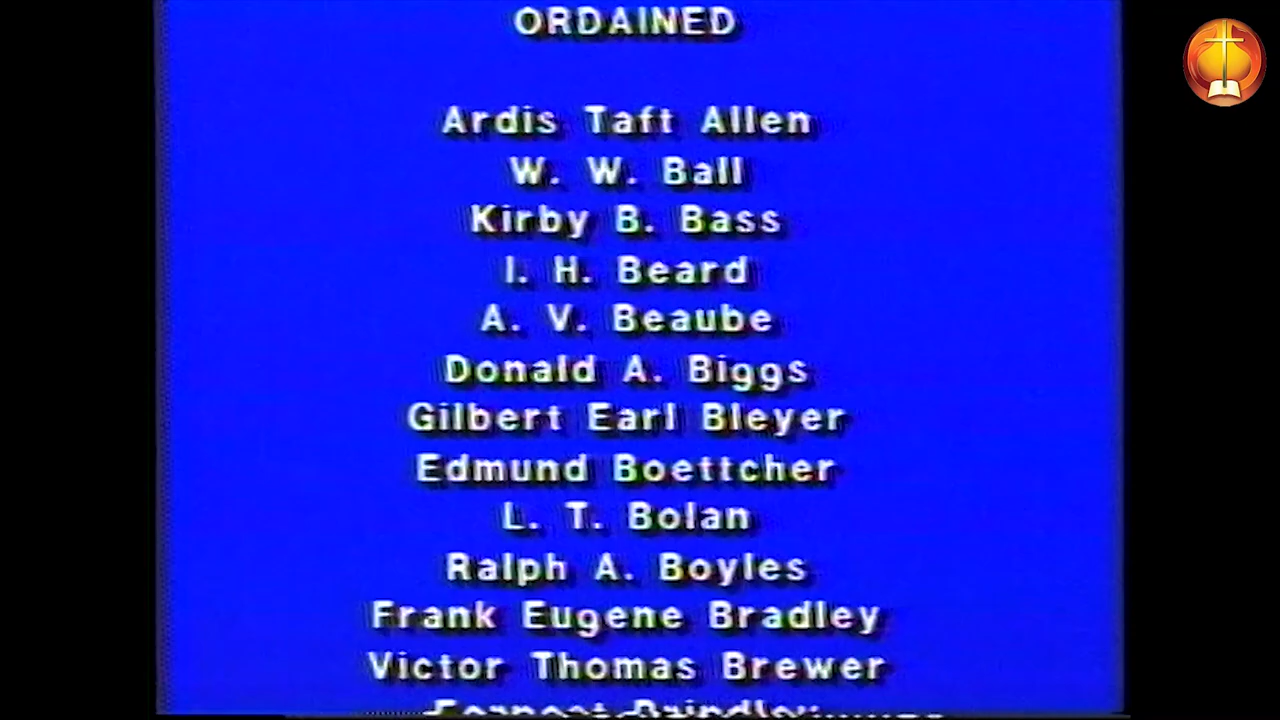 ORDAINED
Ardis Taft Allen
W. W. Ball
Kirby B. Bass
I. H. Beard
A. V. Beaube
Donald A. Biggs
Gilbert Earl Bleyer
Edmund Boettcher
L. T. Bolan
Ralph A. Boyles
Frank Eugene Bradley
Victor Thomas Brewer